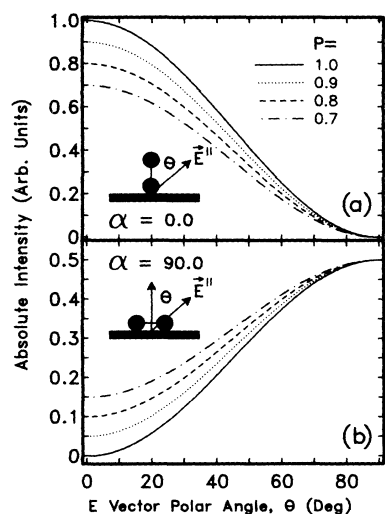 P=
1.0
0.9
0.8
0.7
1.0
0.8
0.6
0.4
0.2
0
θ
E⃗ ||
α = 0.0
(a)
Absolute Intensity (Arb. Units)
α = 90.0
θ
E⃗ ||
(b)
0.5
0.4
0.3
0.2
0.1
0
0 20 40 60 80
E Vector Polar Angle, θ (Deg)